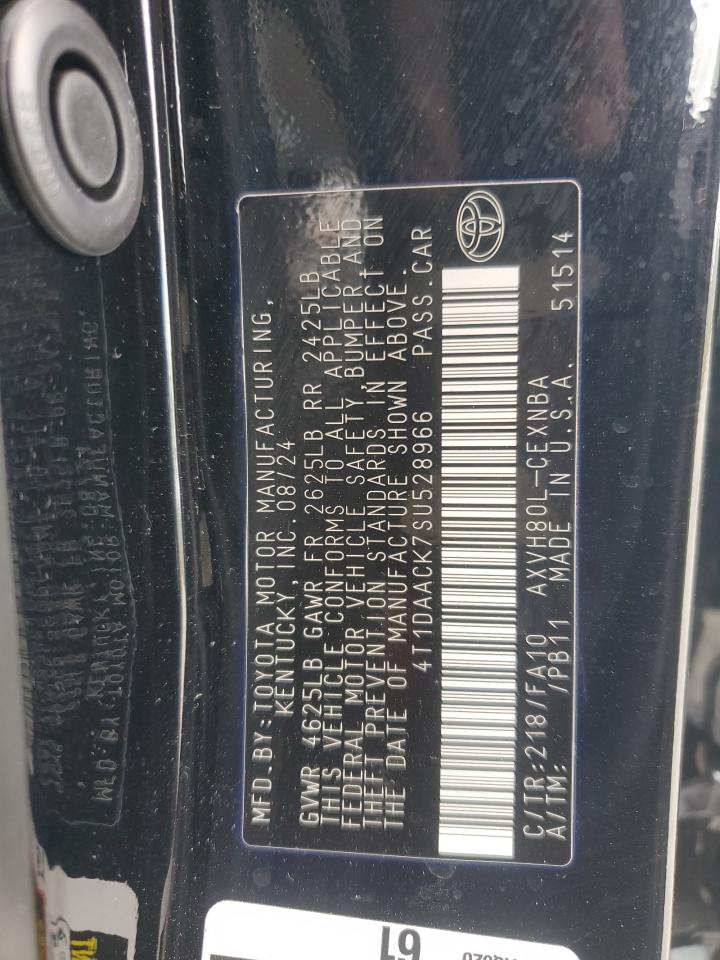 MFD.BY:TOYOTA MOTOR MANUFACTURING,
KENTUCKY, INC.08/24
GVWR 4625LB GAWR FR 2625LB RR 2425LB
THIS VEHICLE CONFORMS TO ALL APPLICABLE
FEDERAL MOTOR VEHICLE SAFETY, BUMPER,AND
THEFT PREVENTION STANDARDS IN EFFECT ON
THE DATE OF MANUFACTURE SHOWN ABOVE.
4T1DAACK7SU528966 PASS.CAR
C/TR:218/FA10 AXVH80L-CEXNBA
A/TM: /PB11 MADE IN U.S.A. 51514
61